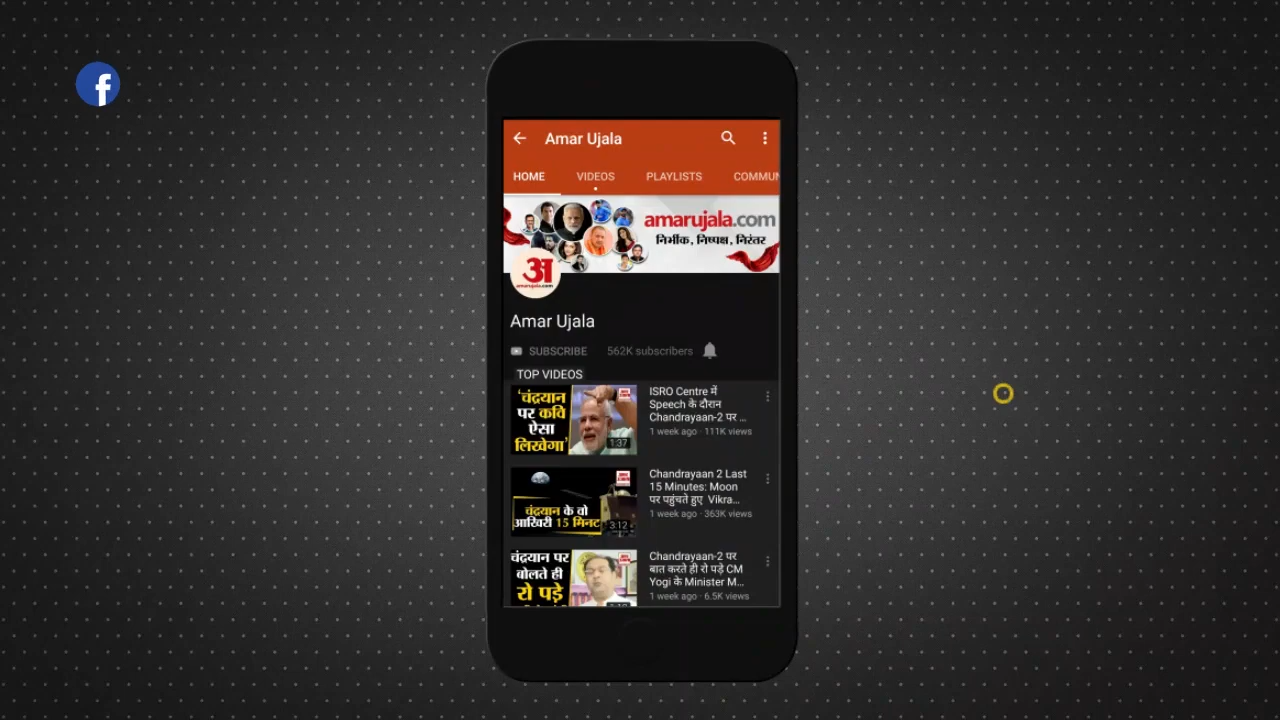 Amar Ujala
HOME VIDEOS PLAYLISTS COMMUN
amarujala.com
निर्भीक, निष्पक्ष, निरंतर
अ
amarujala.com
Amar Ujala
SUBSCRIBE 562K subscribers
TOP VIDEOS
'चंद्रयान
पर कवि
ऐसा
लिखेगा'
1:37
ISRO Centre में
Speech के दौरान
Chandrayaan-2 पर ...
1 week ago · 111K views
चंद्रयान के वो
आखिरी 15 मिनट
3:12
Chandrayaan 2 Last
15 Minutes: Moon
पर पहुंचते हुए Vikra...
1 week ago · 363K views
चंद्रयान पर
बोलते ही
रो पड़े
Chandrayaan-2 पर
बात करते ही रो पड़े CM
Yogi के Minister M...
1 week ago · 6.5K views